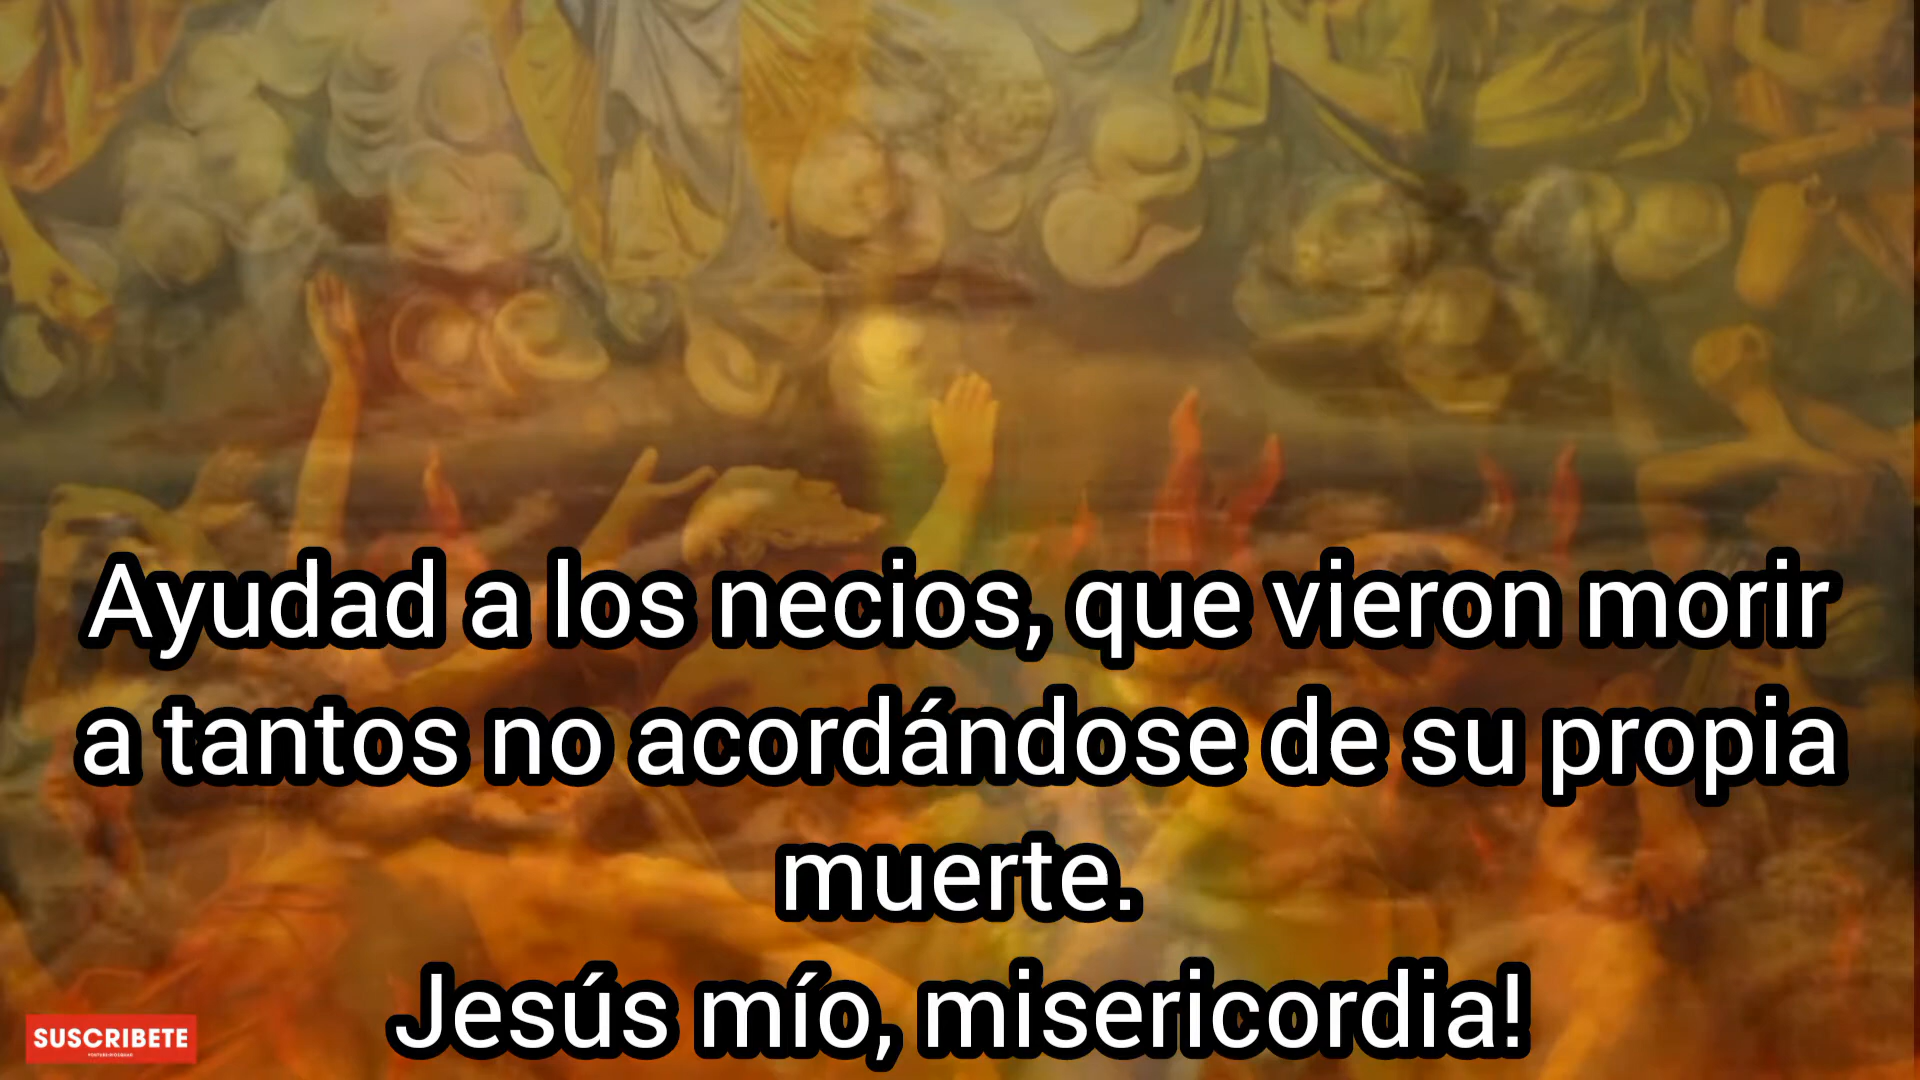 Ayudad a los necios, que vieron morir
a tantos no acordándose de su propia
muerte.
Jesús mío, misericordia!
SUSCRIBETE